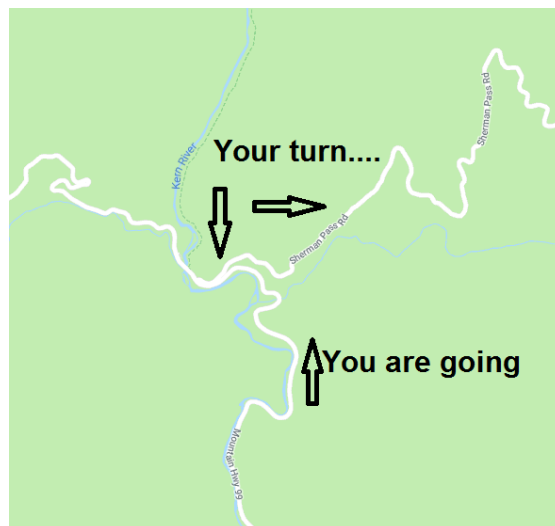 Sherman Pass Rd
Kern River
Your turn....
Sherman Pass Rd
You are going
Mountain Hwy 99